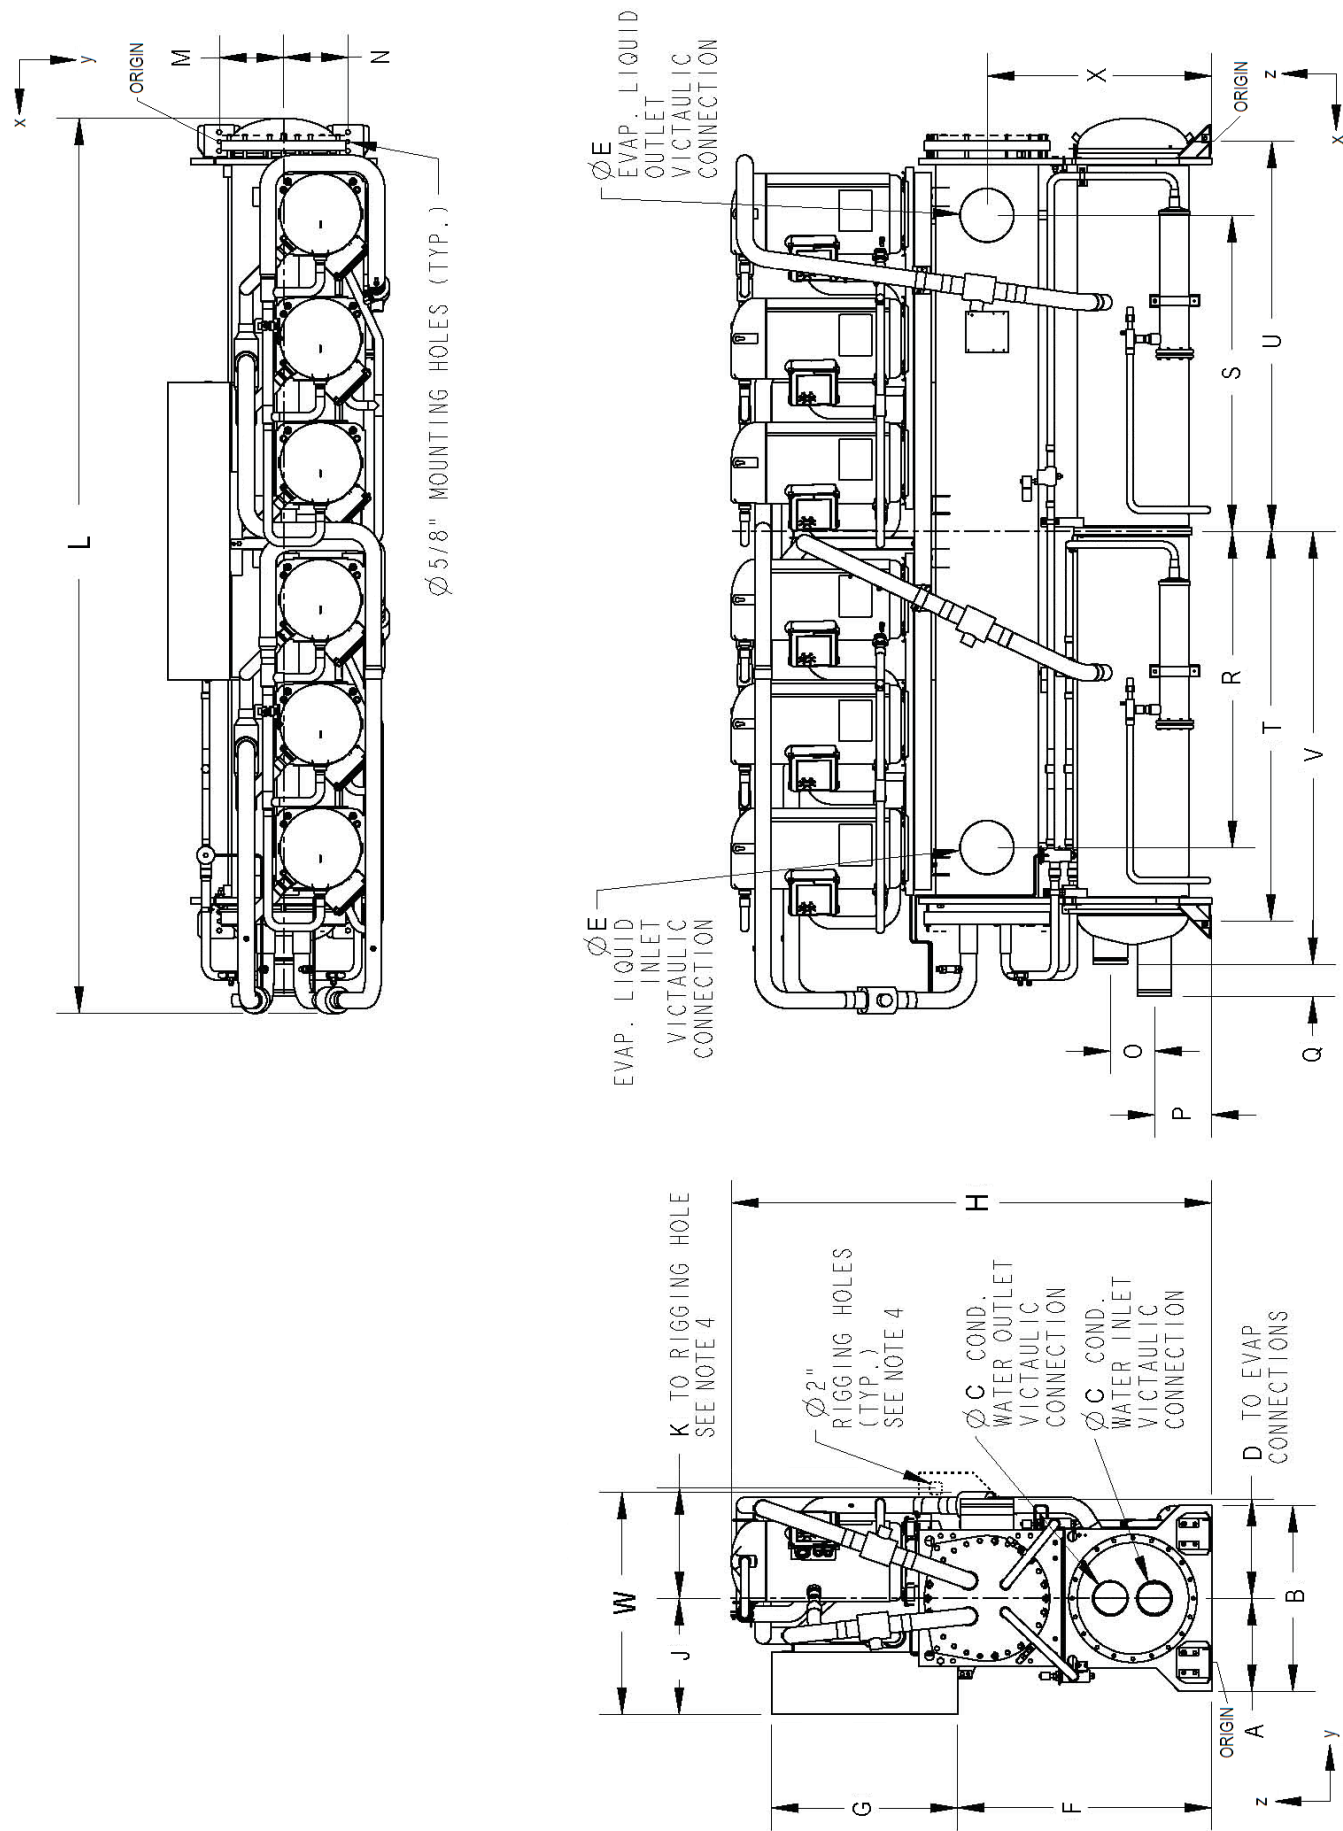 x
y
ORIGIN
M
N
L
Ø5/8" MOUNTING HOLES (TYP.)
ØE
EVAP. LIQUID
OUTLET
VICTAULIC
CONNECTION
X
z
ORIGIN
x
S
U
R
T
V
ØE
EVAP. LIQUID
INLET
VICTAULIC
CONNECTION
O
P
Q
H
K TO RIGGING HOLE
SEE NOTE 4
Ø2"
RIGGING HOLES
(TYP.)
SEE NOTE 4
ØC COND.
WATER OUTLET
VICTAULIC
CONNECTION
ØC COND.
WATER INLET
VICTAULIC
CONNECTION
D TO EVAP
CONNECTIONS
W
J
B
A
ORIGIN
G
F
z
y